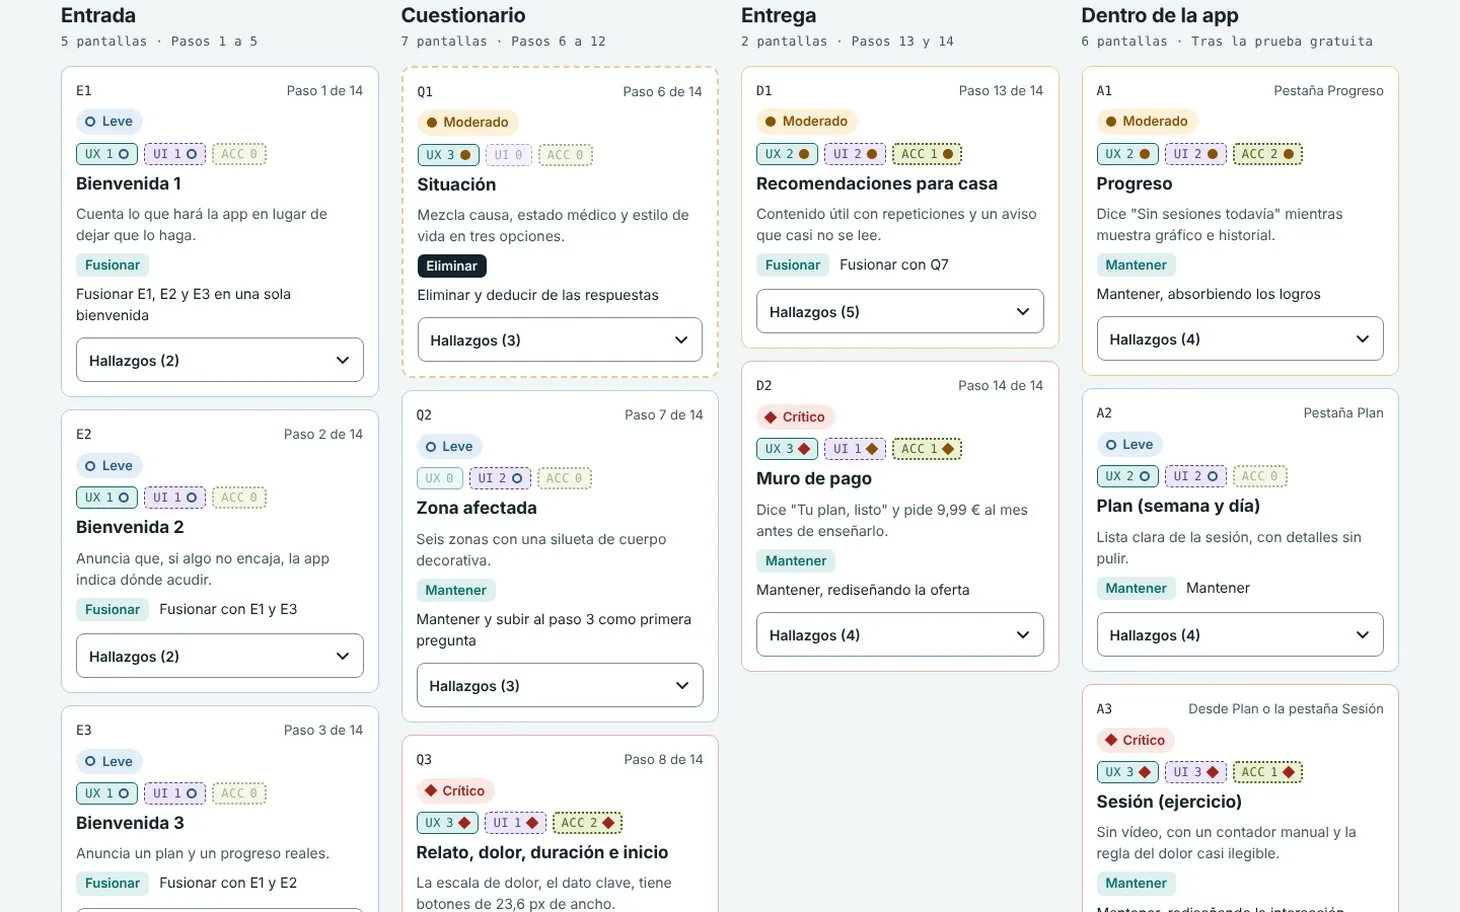 Entrada
5 pantallas · Pasos 1 a 5
E1
Paso 1 de 14
Leve
UX 1
UI 1
ACC 0
Bienvenida 1
Cuenta lo que hará la app en lugar de
dejar que lo haga.
Fusionar
Fusionar E1, E2 y E3 en una sola
bienvenida
Hallazgos (2)
E2
Paso 2 de 14
Leve
UX 1
UI 1
ACC 0
Bienvenida 2
Anuncia que, si algo no encaja, la app
indica dónde acudir.
Fusionar
Fusionar con E1 y E3
Hallazgos (2)
E3
Paso 3 de 14
Leve
UX 1
UI 1
ACC 0
Bienvenida 3
Anuncia un plan y un progreso reales.
Fusionar
Fusionar con E1 y E2
Cuestionario
7 pantallas · Pasos 6 a 12
Q1
Paso 6 de 14
Moderado
UX 3
UI 0
ACC 0
Situación
Mezcla causa, estado médico y estilo de
vida en tres opciones.
Eliminar
Eliminar y deducir de las respuestas
Hallazgos (3)
Q2
Paso 7 de 14
Leve
UX 0
UI 2
ACC 0
Zona afectada
Seis zonas con una silueta de cuerpo
decorativa.
Mantener
Mantener y subir al paso 3 como primera
pregunta
Hallazgos (3)
Q3
Paso 8 de 14
Crítico
UX 3
UI 1
ACC 2
Relato, dolor, duración e inicio
La escala de dolor, el dato clave, tiene
botones de 23,6 px de ancho.
Entrega
2 pantallas · Pasos 13 y 14
D1
Paso 13 de 14
Moderado
UX 2
UI 2
ACC 1
Recomendaciones para casa
Contenido útil con repeticiones y un aviso
que casi no se lee.
Fusionar
Fusionar con Q7
Hallazgos (5)
D2
Paso 14 de 14
Crítico
UX 3
UI 1
ACC 1
Muro de pago
Dice "Tu plan, listo" y pide 9,99 € al mes
antes de enseñarlo.
Mantener
Mantener, rediseñando la oferta
Hallazgos (4)
Dentro de la app
6 pantallas · Tras la prueba gratuita
A1
Pestaña Progreso
Moderado
UX 2
UI 2
ACC 2
Progreso
Dice "Sin sesiones todavía" mientras
muestra gráfico e historial.
Mantener
Mantener, absorbiendo los logros
Hallazgos (4)
A2
Pestaña Plan
Leve
UX 2
UI 2
ACC 0
Plan (semana y día)
Lista clara de la sesión, con detalles sin
pulir.
Mantener
Mantener
Hallazgos (4)
A3
Desde Plan o la pestaña Sesión
Crítico
UX 3
UI 3
ACC 1
Sesión (ejercicio)
Sin vídeo, con un contador manual y la
regla del dolor casi ilegible.
Mantener
Mantener, rediseñando la interacción